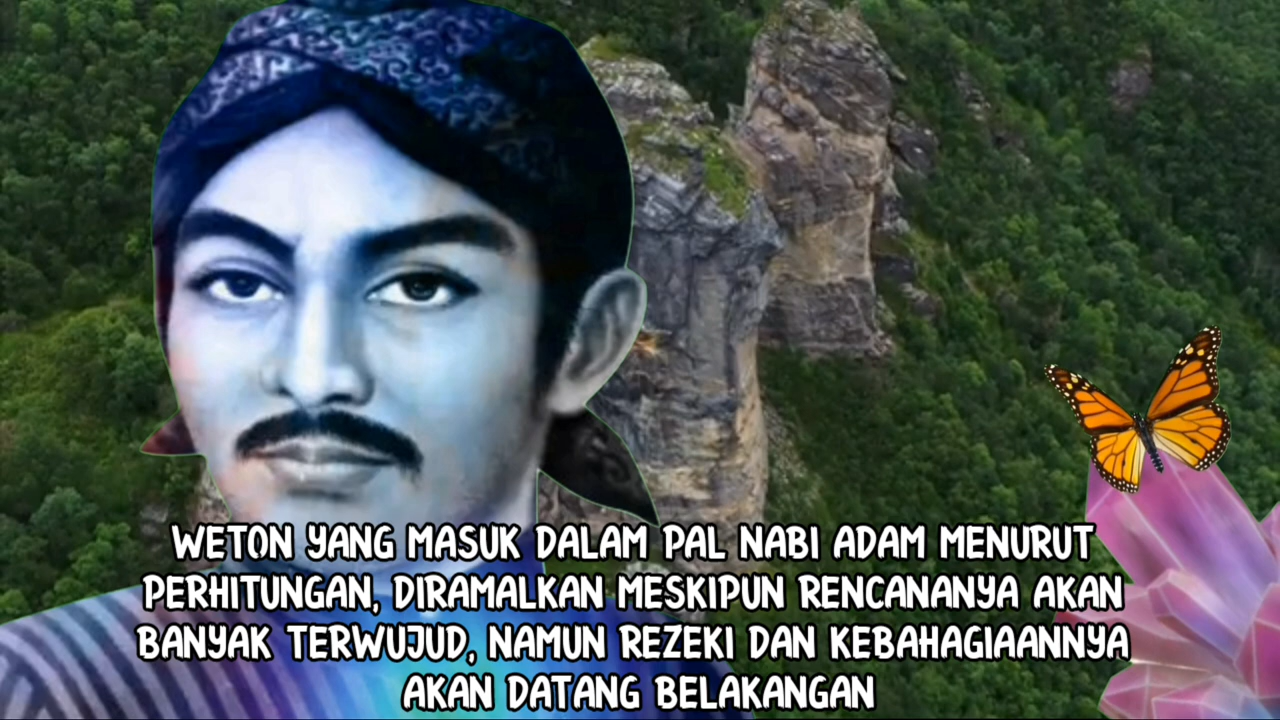 WETON YANG MASUK DALAM PAL NABI ADAM MENURUT
PERHITUNGAN, DIRAMALKAN MESKIPUN RENCANANYA AKAN
BANYAK TERWUJUD, NAMUN REZEKI DAN KEBAHAGIAANNYA
AKAN DATANG BELAKANGAN